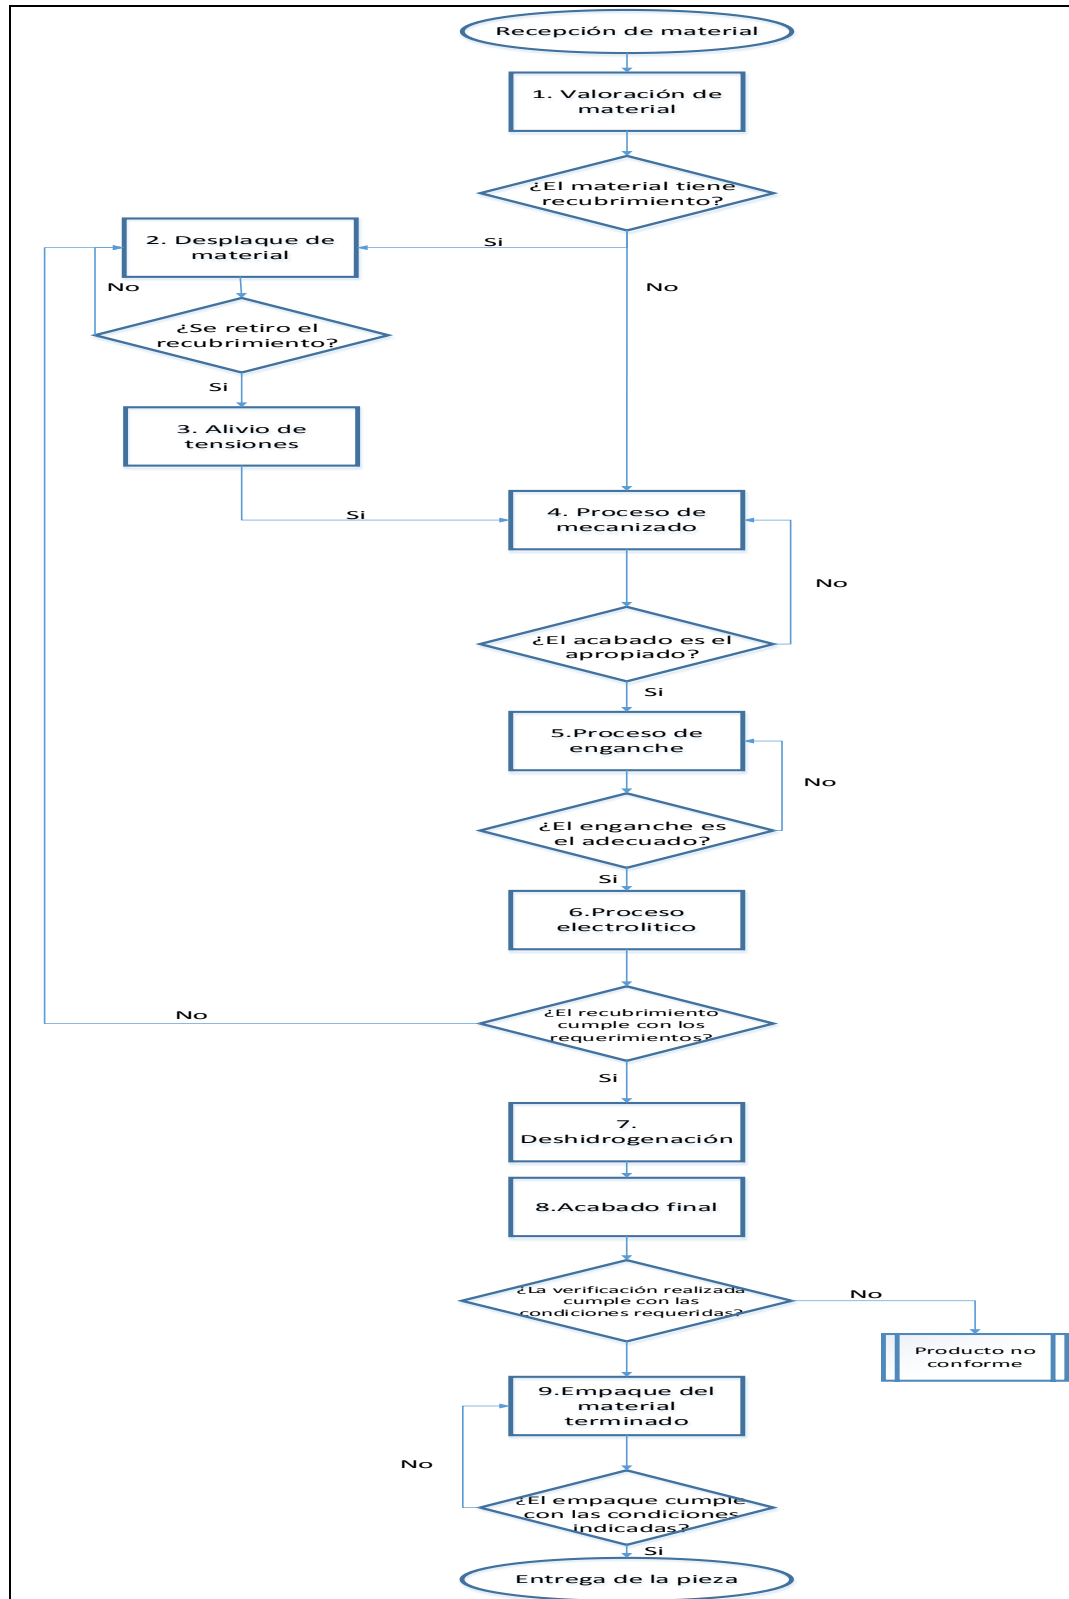 Recepción de material
1. Valoración de
material
¿El material tiene
recubrimiento?
Si
No
2. Desplaque de
material
No
¿Se retiro el
recubrimiento?
Si
3. Alivio de
tensiones
Si
4. Proceso de
mecanizado
No
¿El acabado es el
apropiado?
Si
5.Proceso de
enganche
No
¿El enganche es
el adecuado?
Si
6.Proceso
electrolitico
¿El recubrimiento
cumple con los
requerimientos?
No
Si
7.
Deshidrogenación
8.Acabado final
¿La verificación realizada
cumple con las
condiciones requeridas?
No
Producto no
conforme
9.Empaque del
material
terminado
No
¿El empaque cumple
con las condiciones
indicadas?
Si
Entrega de la pieza